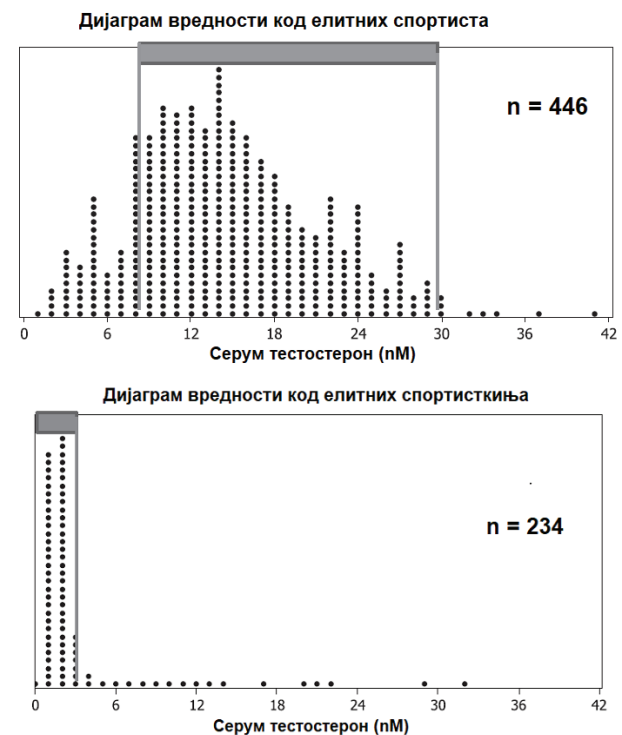 Дијаграм вредности код елитних спортиста
n = 446
0 6 12 18 24 30 36 42
Серум тестостерон (nM)
Дијаграм вредности код елитних спортисткиња
n = 234
0 6 12 18 24 30 36 42
Серум тестостерон (nM)